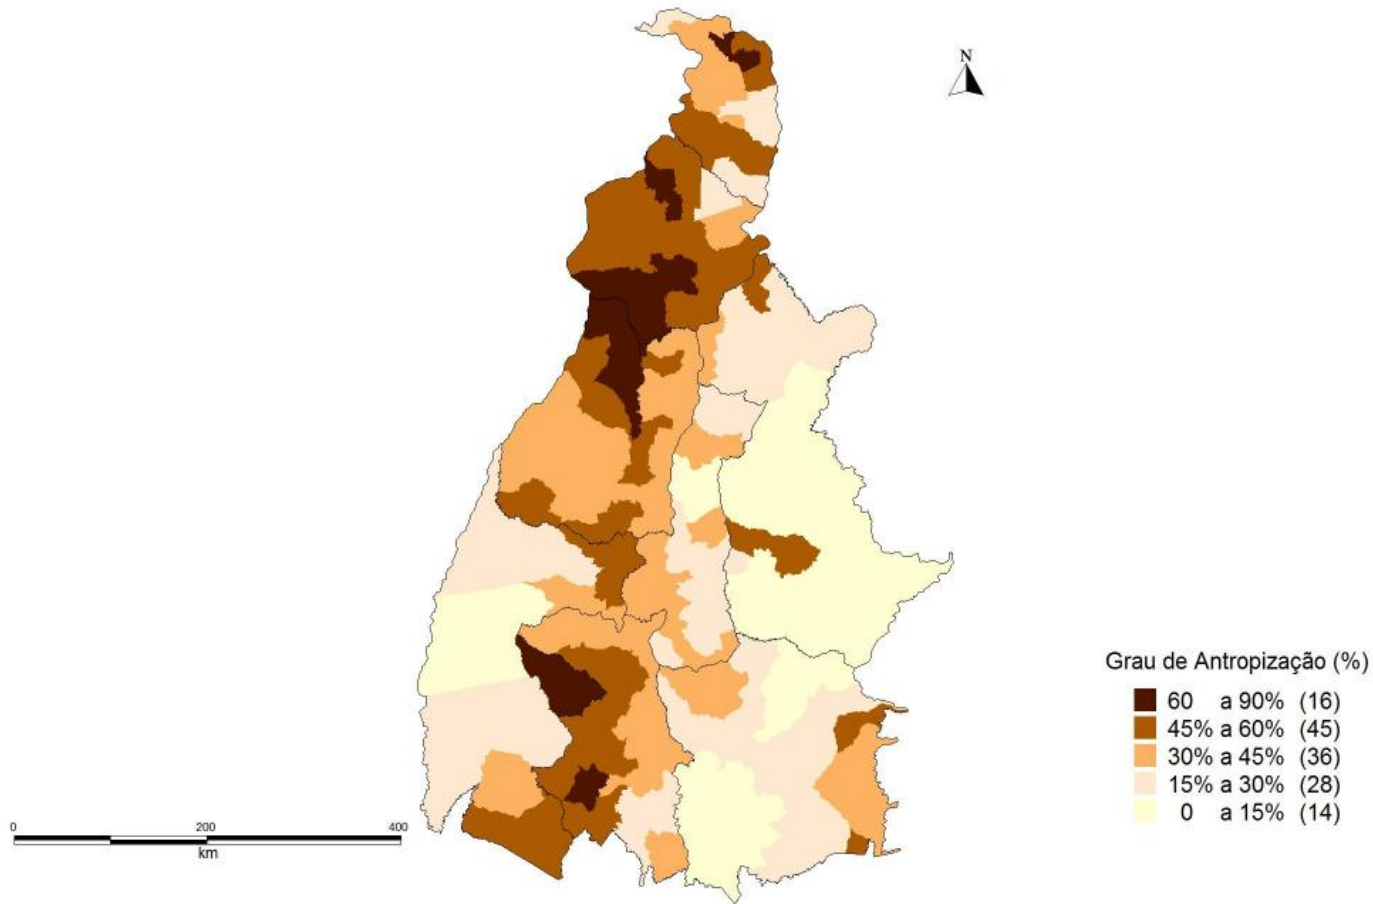 N
Grau de Antropização (%)
60 a 90% (16)
45% a 60% (45)
30% a 45% (36)
15% a 30% (28)
0 a 15% (14)
0 200 400
km